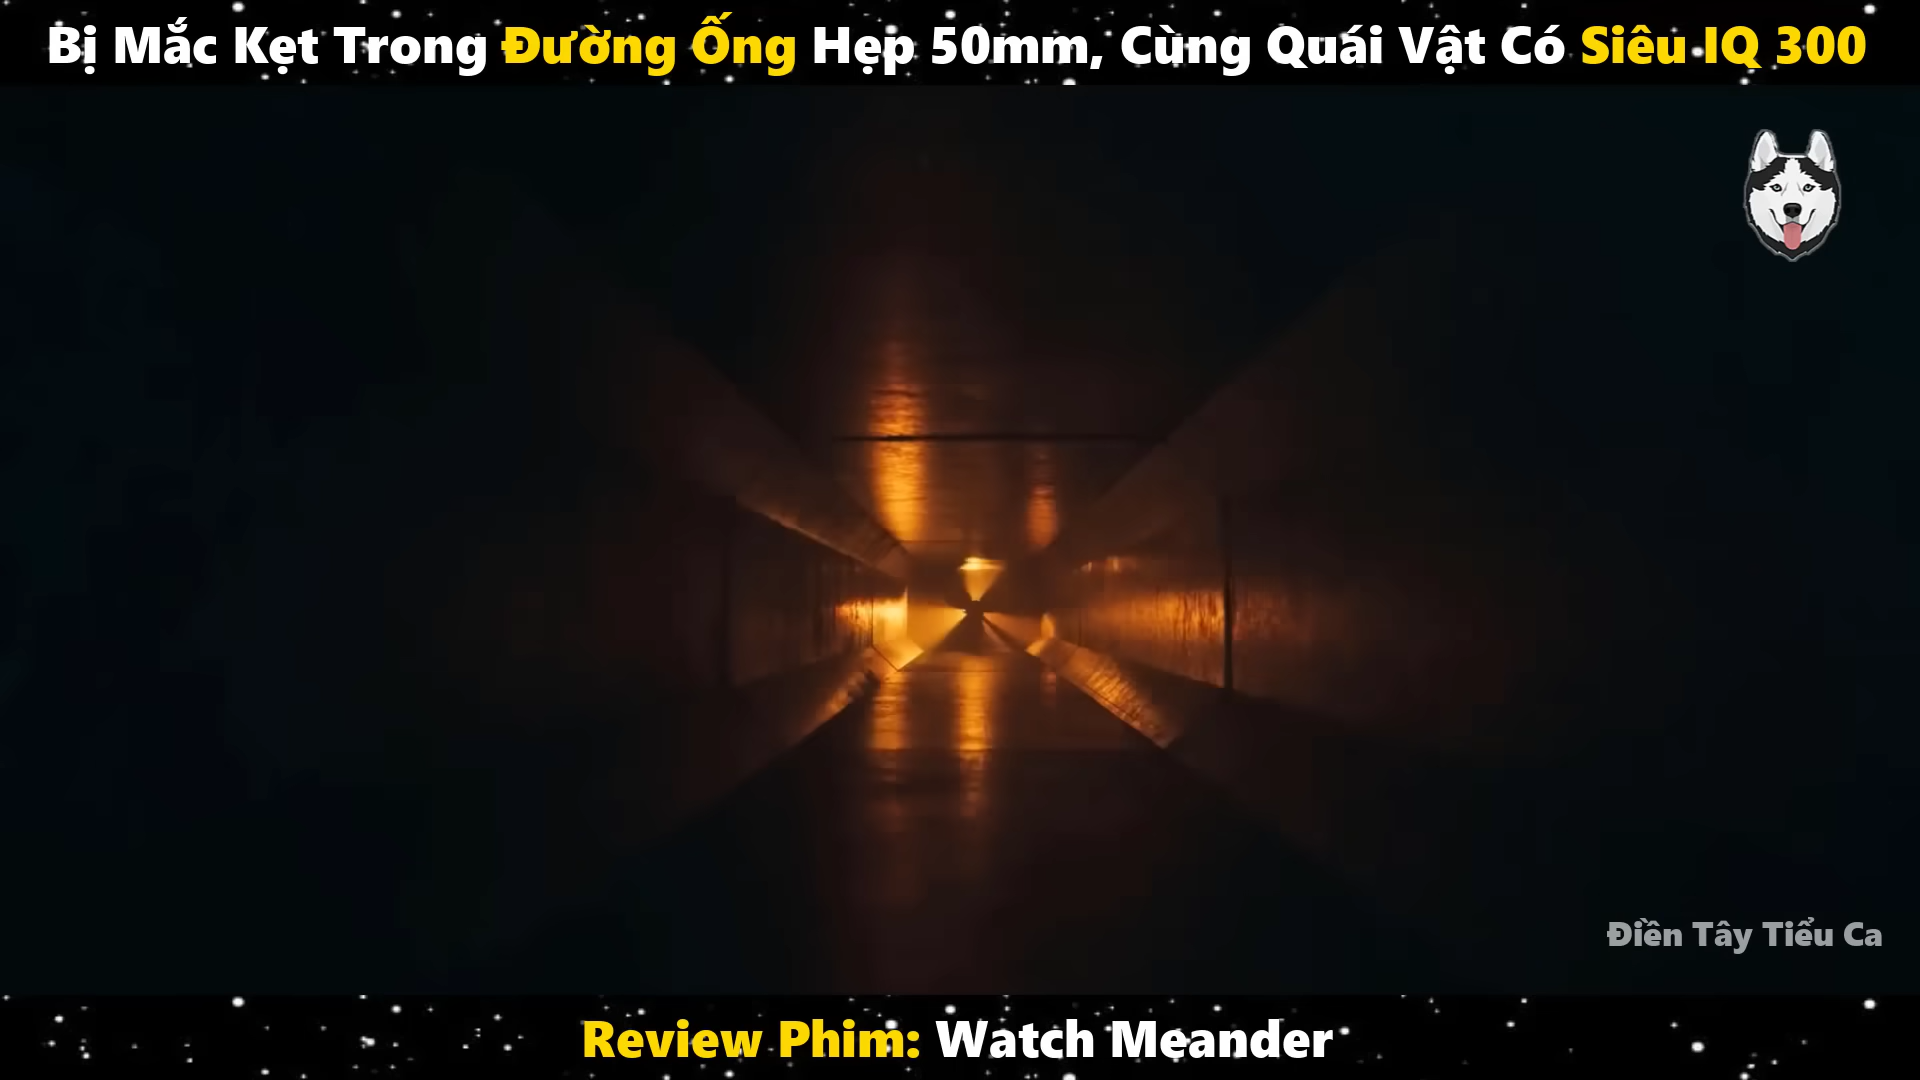 Bị Mắc Kẹt Trong Đường Ống Hẹp 50mm, Cùng Quái Vật Có Siêu IQ 300
Điền Tây Tiểu Ca
Review Phim: Watch Meander